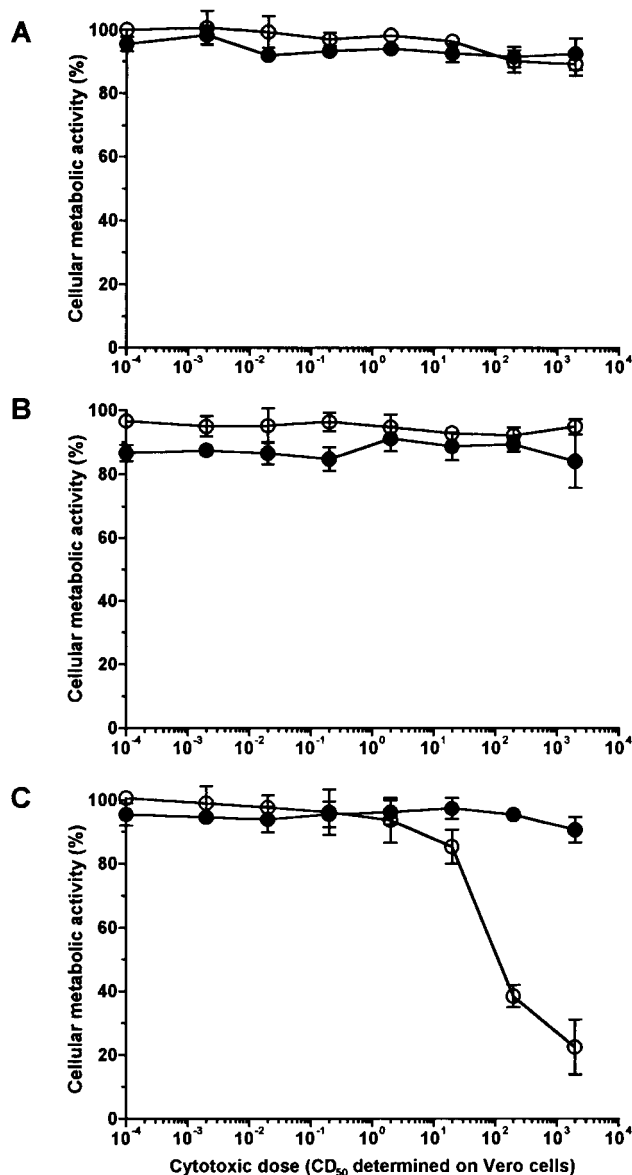 A
Cellular metabolic activity (%)
100
80
60
40
20
0
10⁻⁴ 10⁻³ 10⁻² 10⁻¹ 10⁰ 10¹ 10² 10³ 10⁴
B
Cellular metabolic activity (%)
100
80
60
40
20
0
10⁻⁴ 10⁻³ 10⁻² 10⁻¹ 10⁰ 10¹ 10² 10³ 10⁴
C
Cellular metabolic activity (%)
100
80
60
40
20
0
10⁻⁴ 10⁻³ 10⁻² 10⁻¹ 10⁰ 10¹ 10² 10³ 10⁴
Cytotoxic dose (CD₅₀ determined on Vero cells)